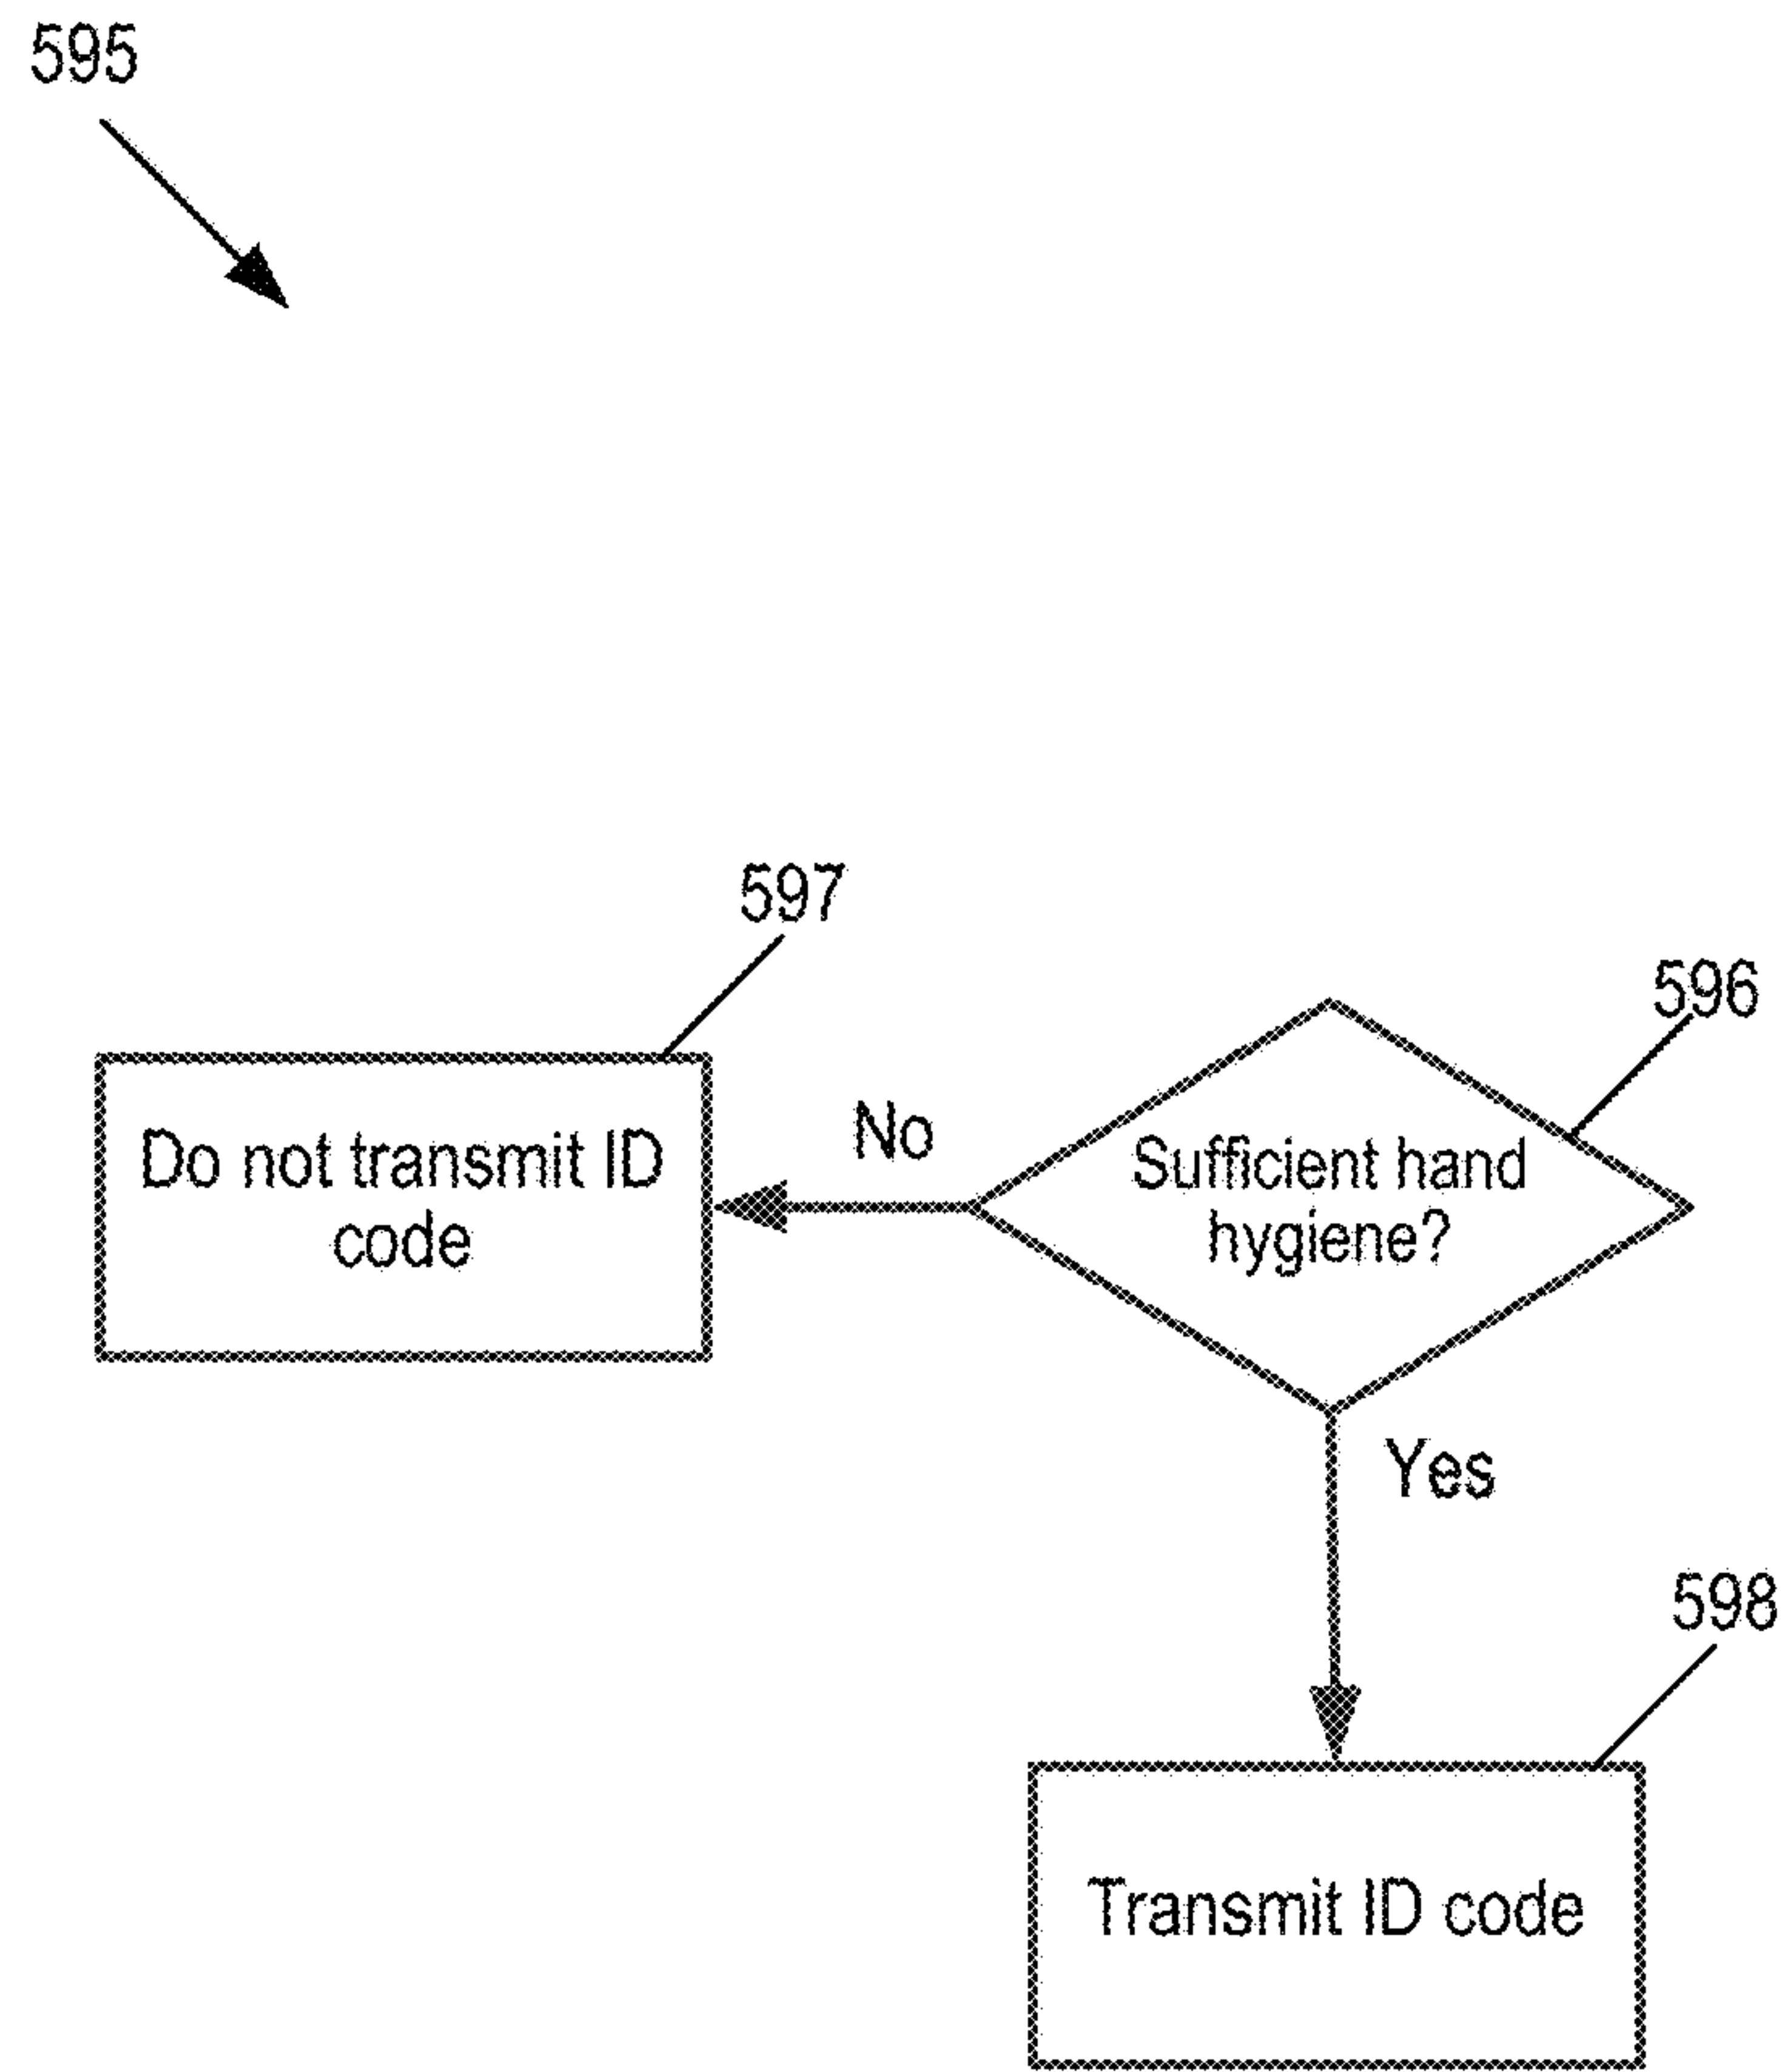 595
597
596
Do not transmit ID
code
No
Sufficient hand
hygiene?
Yes
598
Transmit ID code